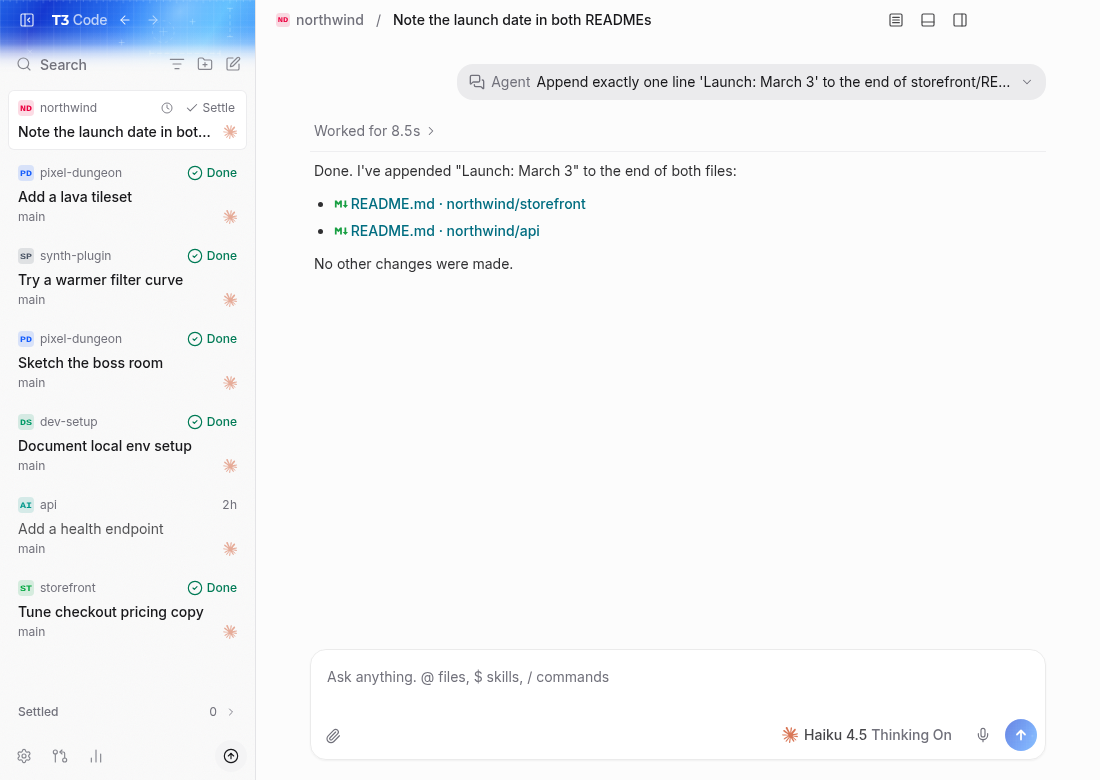 T3 Code
Search
ND northwind Settle
Note the launch date in bot...
PD pixel-dungeon Done
Add a lava tileset
main
SP synth-plugin Done
Try a warmer filter curve
main
PD pixel-dungeon Done
Sketch the boss room
main
DS dev-setup Done
Document local env setup
main
AI api 2h
Add a health endpoint
main
ST storefront Done
Tune checkout pricing copy
main
Settled 0
ND northwind / Note the launch date in both READMEs
Agent Append exactly one line 'Launch: March 3' to the end of storefront/RE...
Worked for 8.5s
Done. I've appended "Launch: March 3" to the end of both files:
README.md · northwind/storefront
README.md · northwind/api
No other changes were made.
Ask anything. @ files, $ skills, / commands
Haiku 4.5 Thinking On